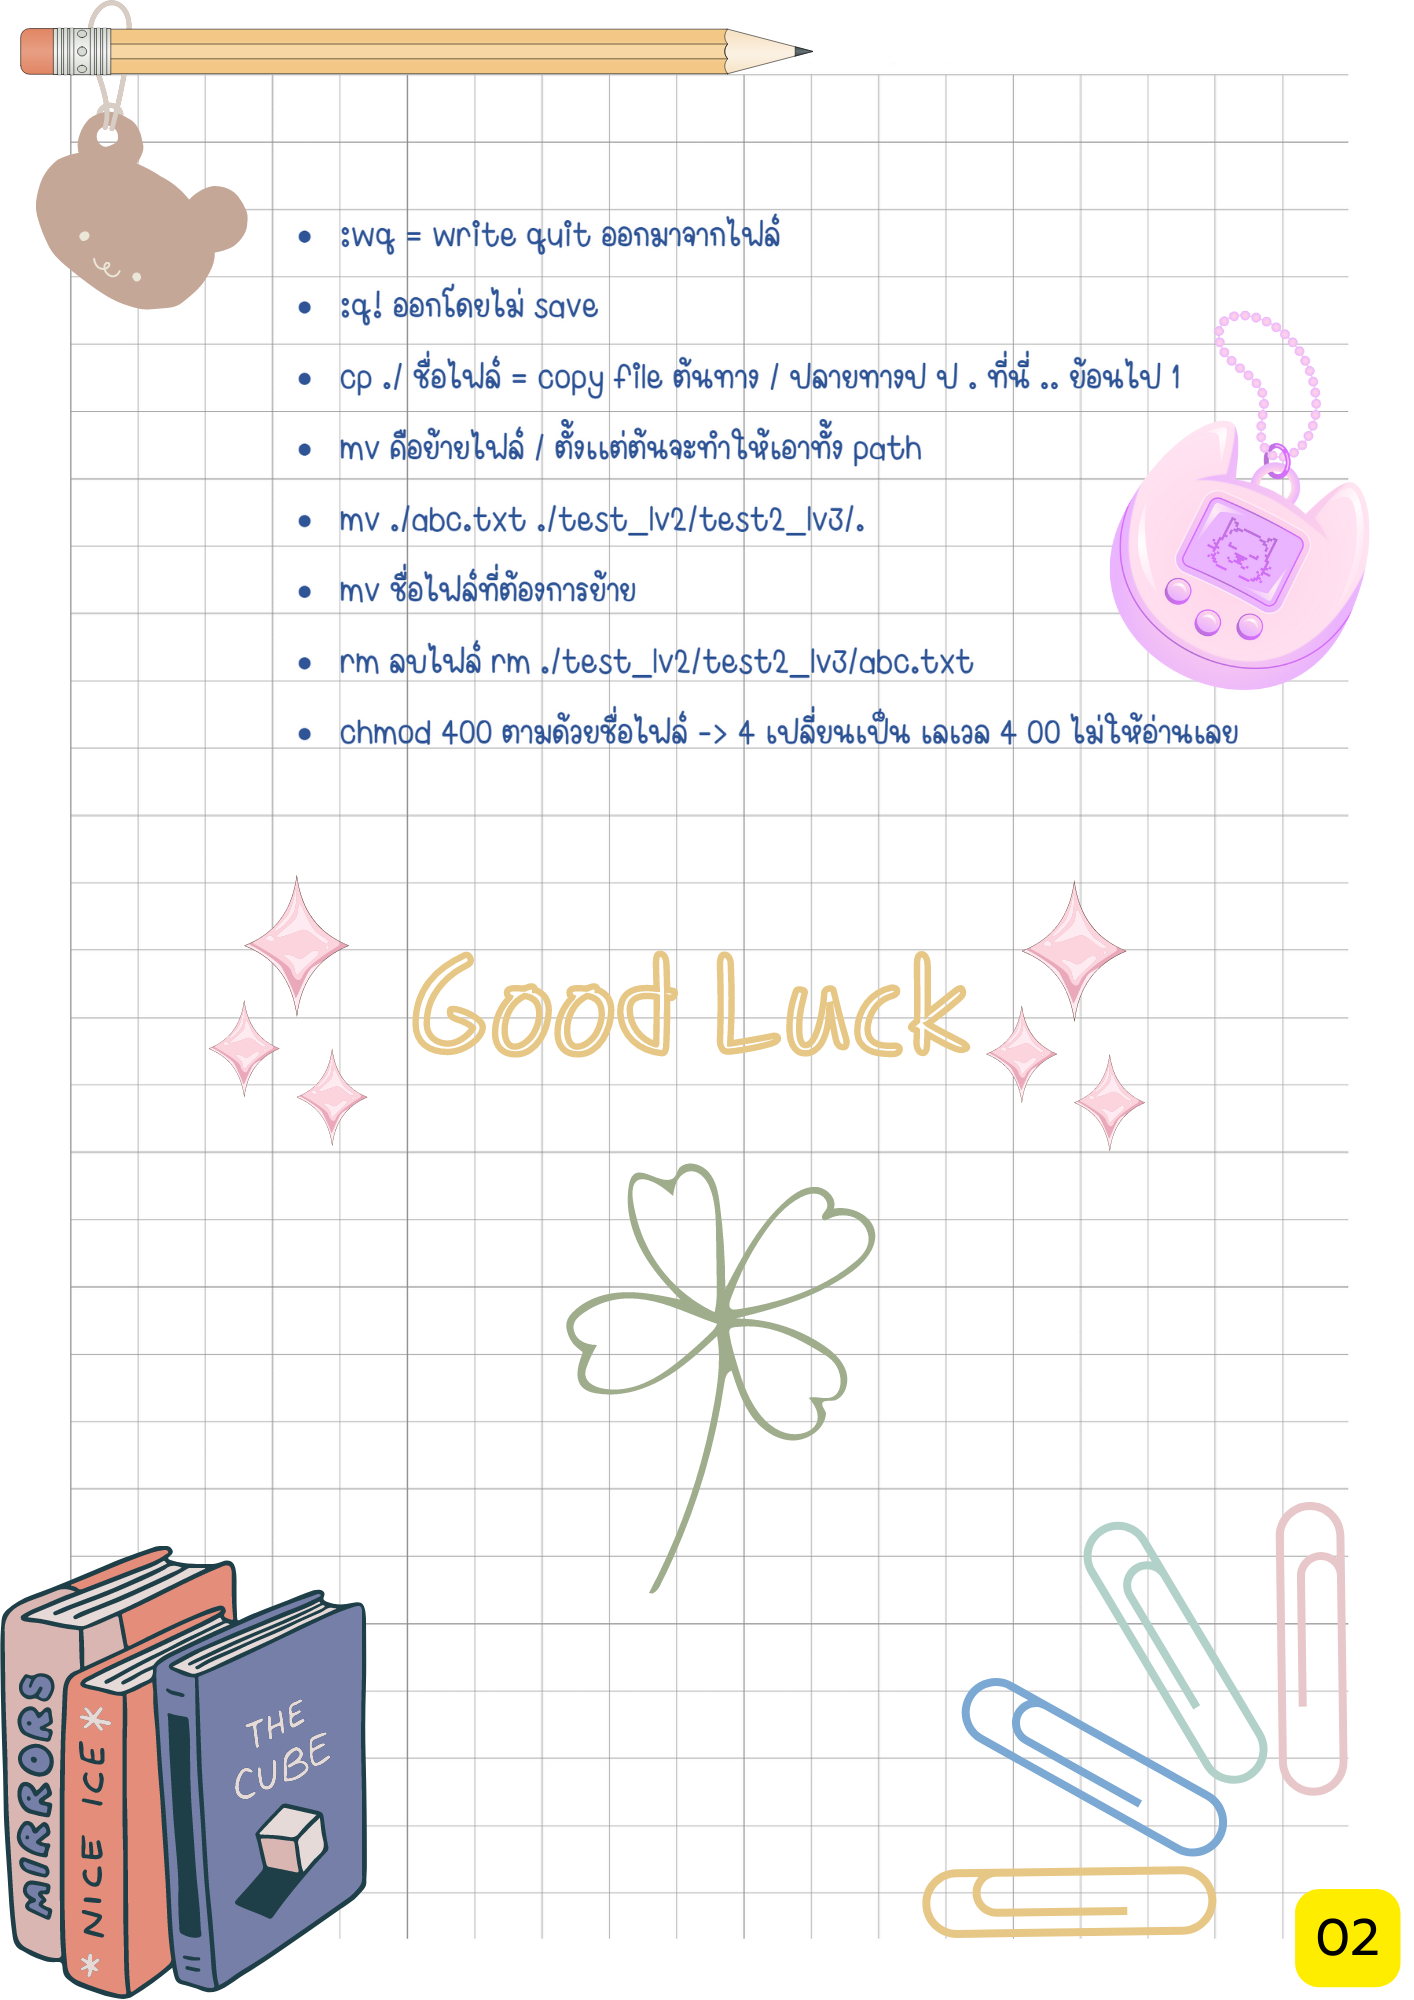 • :wq = write quit ออกมาจากไฟล์
• :q! ออกโดยไม่ save
• cp ./ ชื่อไฟล์ = copy file ต้นทาง / ปลายทางป ป . ที่นี่ .. ย้อนไป 1
• mv คือย้ายไฟล์ / ตั้งแต่ต้นจะทำให้เอาทั้ง path
• mv ./abc.txt ./test_lv2/test2_lv3/.
• mv ชื่อไฟล์ที่ต้องการย้าย
• rm ลบไฟล์ rm ./test_lv2/test2_lv3/abc.txt
• chmod 400 ตามด้วยชื่อไฟล์ -> 4 เปลี่ยนเป็น เลเวล 4 00 ไม่ให้อ่านเลย
Good Luck
MIRRORS
NICE ICE
THE
CUBE
02